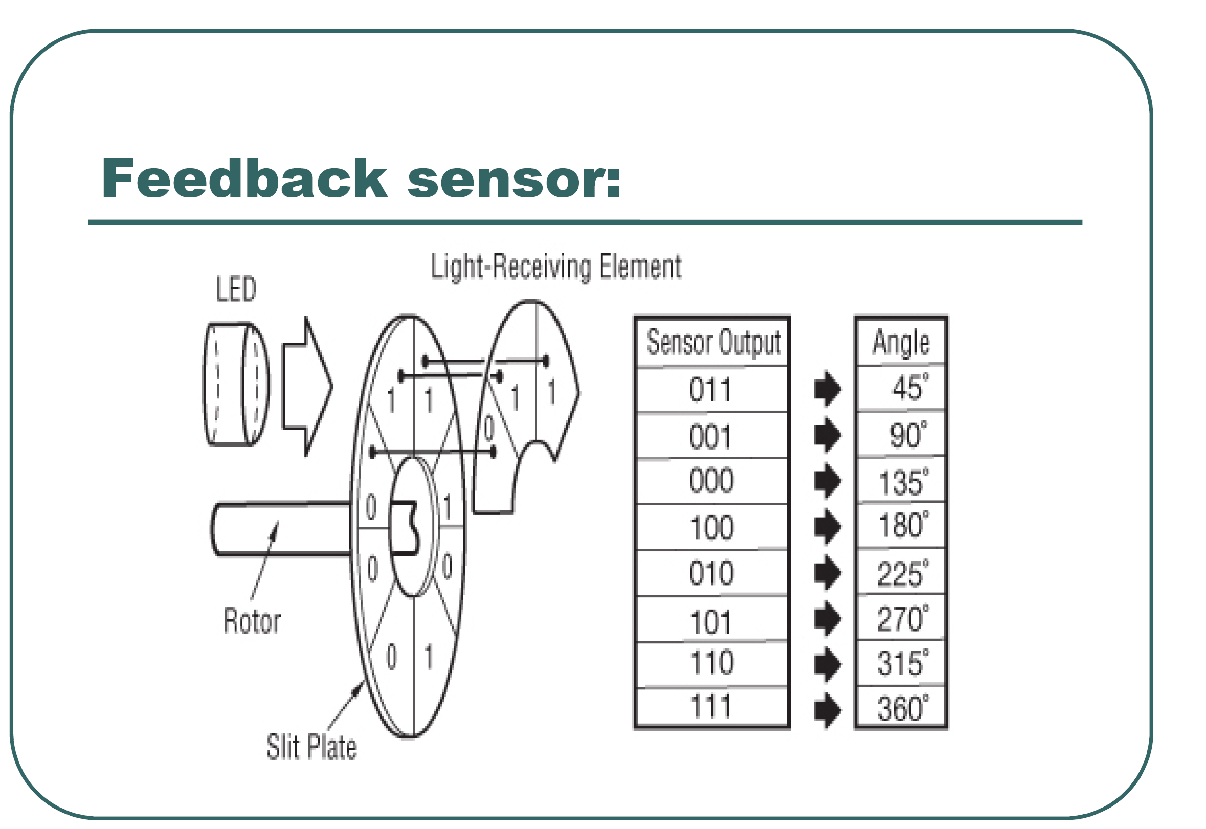 Feedback sensor:
Light-Receiving Element
LED
1 1
1 1
0
0 1
0 0
0 1
Rotor
Slit Plate
Sensor Output Angle
011 45°
001 90°
000 135°
100 180°
010 225°
101 270°
110 315°
111 360°